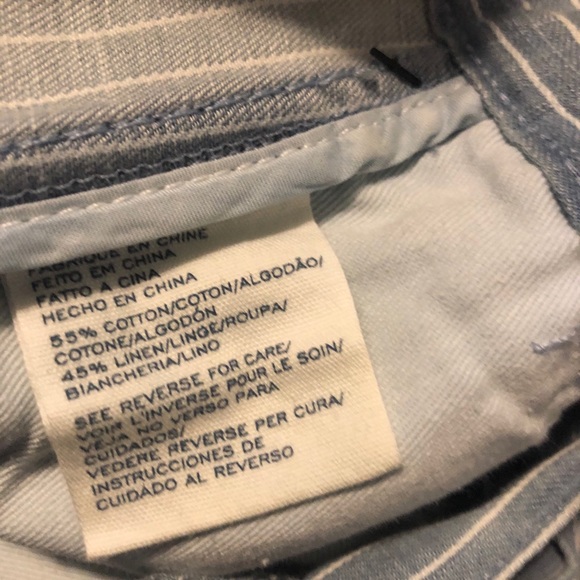 FABRIQUE EN CHINE
FEITO EM CHINA
FATTO A CINA
HECHO EN CHINA
55% COTTON/COTON/ALGODÃO/
COTONE/ALGODÓN
45% LINEN/LINGE/ROUPA/
BIANCHERIA/LINO
SEE REVERSE FOR CARE/
VOIR L'INVERSE POUR LE SOIN/
VEJA NO VERSO PARA
CUIDADOS/
VEDERE REVERSE PER CURA/
INSTRUCCIONES DE
CUIDADO AL REVERSO